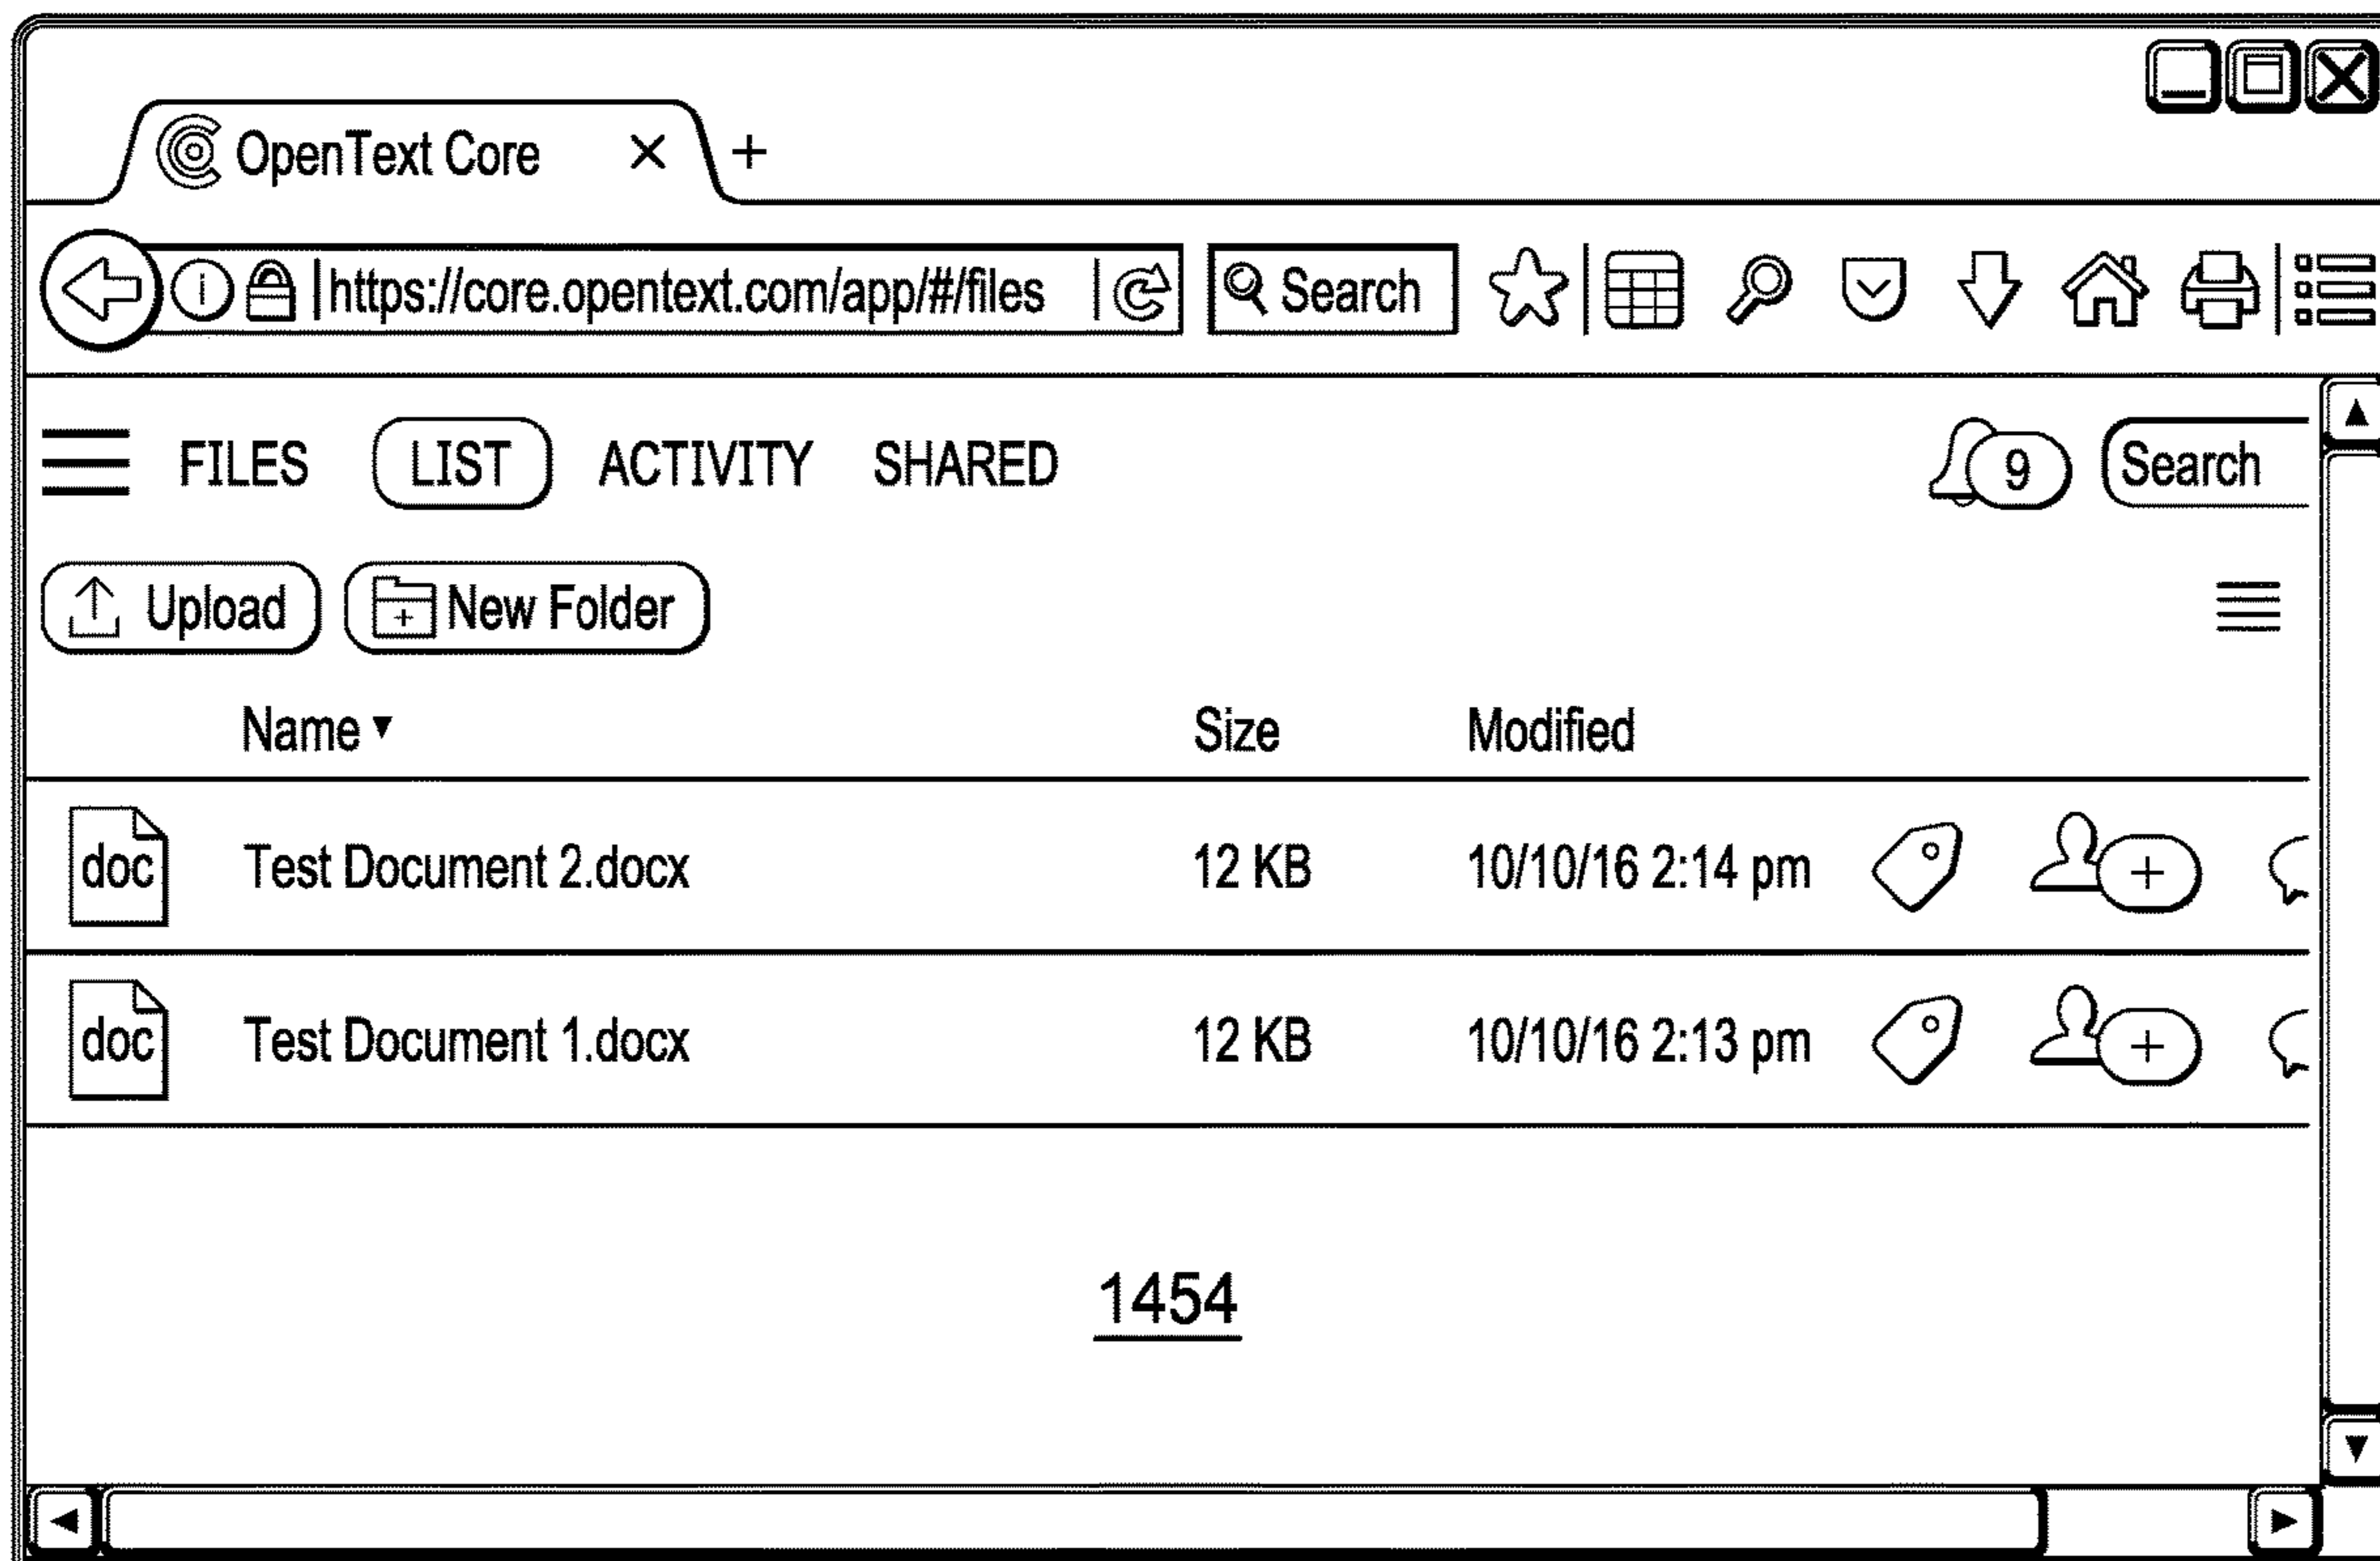 OpenText Core
https://core.opentext.com/app/#/files Search
FILES LIST ACTIVITY SHARED 9 Search
Upload New Folder
Name Size Modified
doc Test Document 2.docx 12 KB 10/10/16 2:14 pm
doc Test Document 1.docx 12 KB 10/10/16 2:13 pm
1454